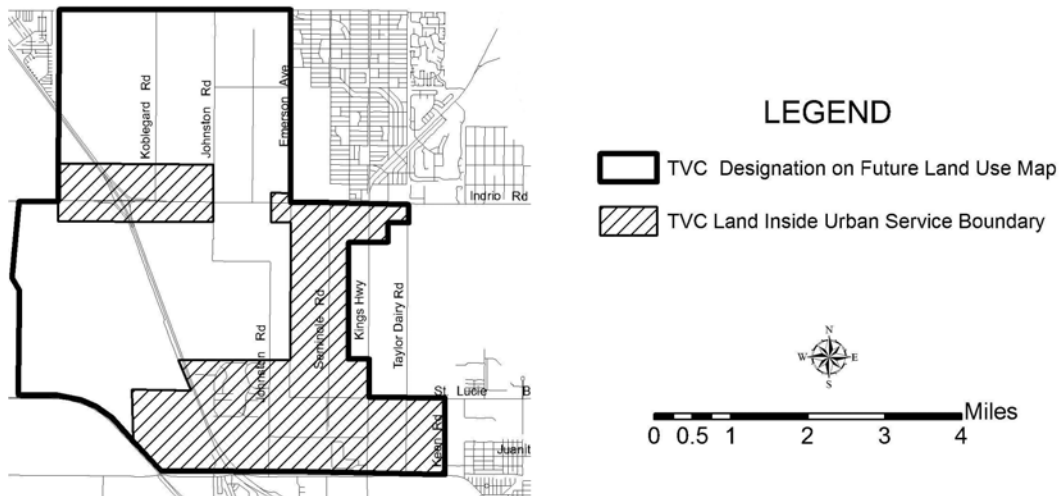 Koblegard Rd
Johnston Rd
Emerson Ave
Indrio Rd
Johnston Rd
Seminole Rd
Kings Hwy
Taylor Dairy Rd
St Lucie B
Keen Rd
Juanit
LEGEND
TVC Designation on Future Land Use Map
TVC Land Inside Urban Service Boundary
N
W E
S
Miles
0 0.5 1 2 3 4